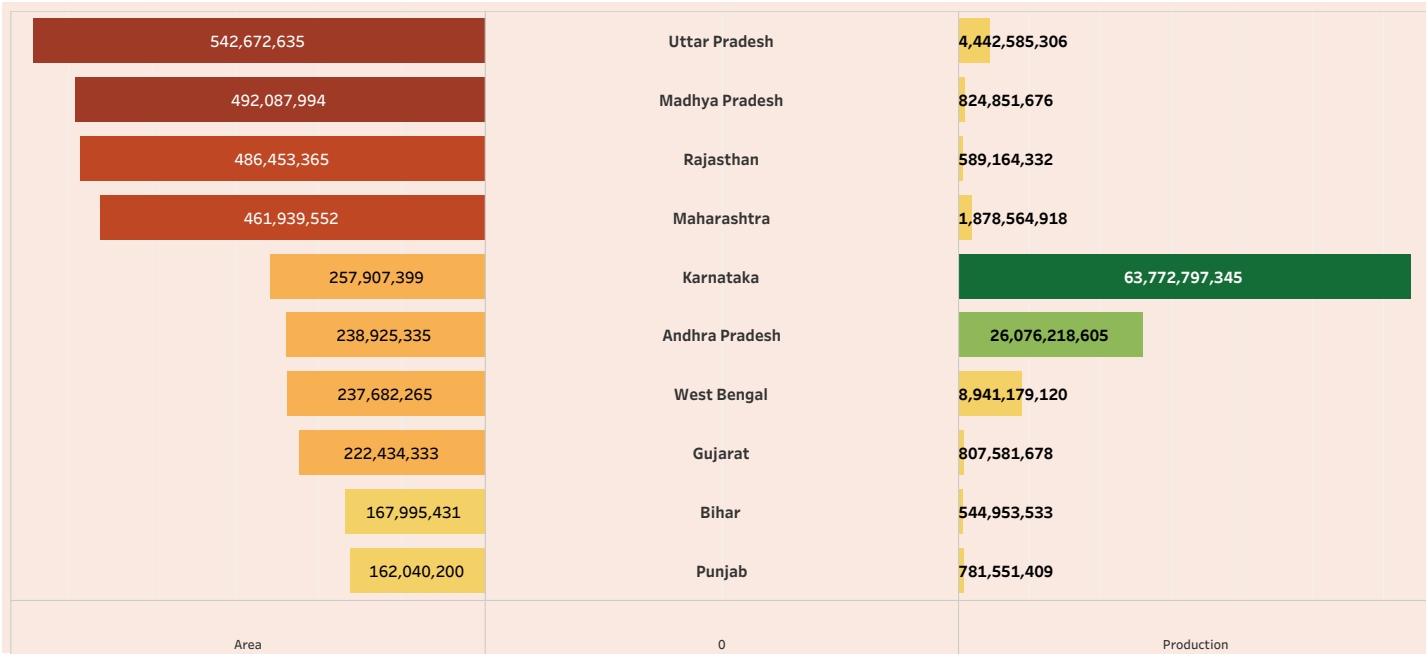 542,672,635 Uttar Pradesh 4,442,585,306
492,087,994 Madhya Pradesh 824,851,676
486,453,365 Rajasthan 589,164,332
461,939,552 Maharashtra 1,878,564,918
257,907,399 Karnataka 63,772,797,345
238,925,335 Andhra Pradesh 26,076,218,605
237,682,265 West Bengal 8,941,179,120
222,434,333 Gujarat 807,581,678
167,995,431 Bihar 544,953,533
162,040,200 Punjab 781,551,409
Area 0 Production